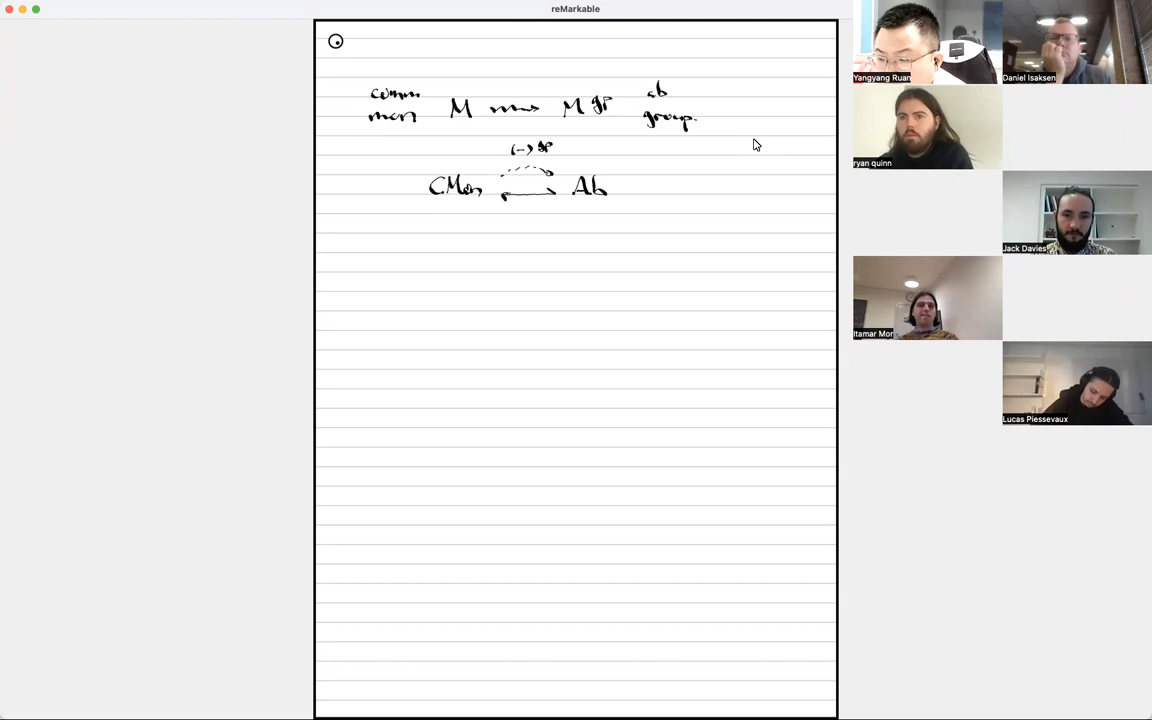 reMarkable
comm mon M ⇝ M^gp ab group.
(-)^gp
CMon Ab
Yangyang Ruan
Daniel Isaksen
ryan quinn
Jack Davies
Itamar Mor
Lucas Piessevaux